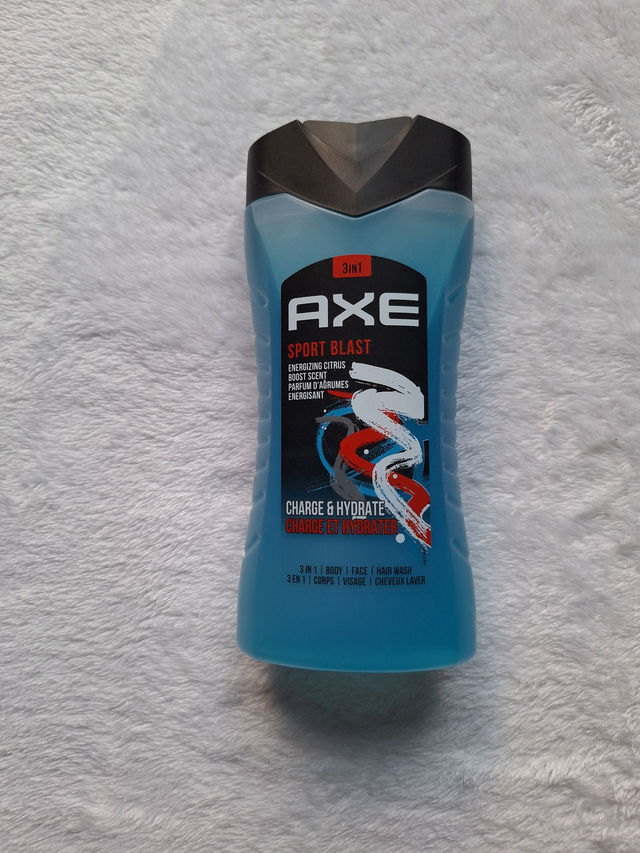 3IN1
AXE
SPORT BLAST
ENERGIZING CITRUS
BOOST SCENT
PARFUM D'AGRUMES
ENERGISANT
CHARGE & HYDRATE
CHARGE ET HYDRATER
3 IN 1 | BODY | FACE | HAIR WASH
3 EN 1 | CORPS | VISAGE | CHEVEUX LAVER